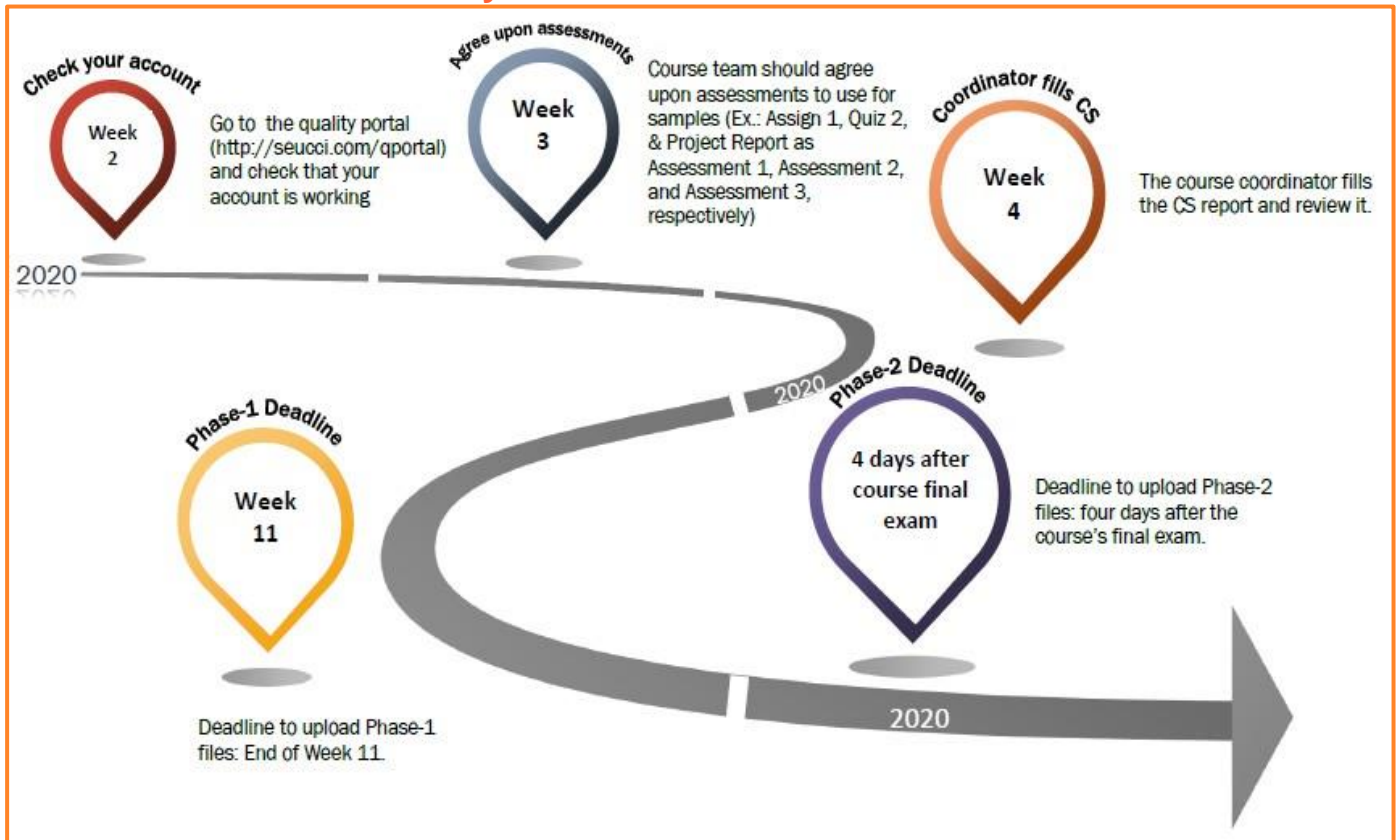 Check your account
Week
2
Go to the quality portal
(http://seucci.com/qportal)
and check that your
account is working
Agree upon assessments
Week
3
Course team should agree
upon assessments to use for
samples (Ex.: Assign 1, Quiz 2,
& Project Report as
Assessment 1, Assessment 2,
and Assessment 3,
respectively)
Coordinator fills CS
Week
4
The course coordinator fills
the CS report and review it.
2020
2020
Phase-1 Deadline
Week
11
Deadline to upload Phase-1
files: End of Week 11.
Phase-2 Deadline
4 days after
course final
exam
Deadline to upload Phase-2
files: four days after the
course's final exam.
2020